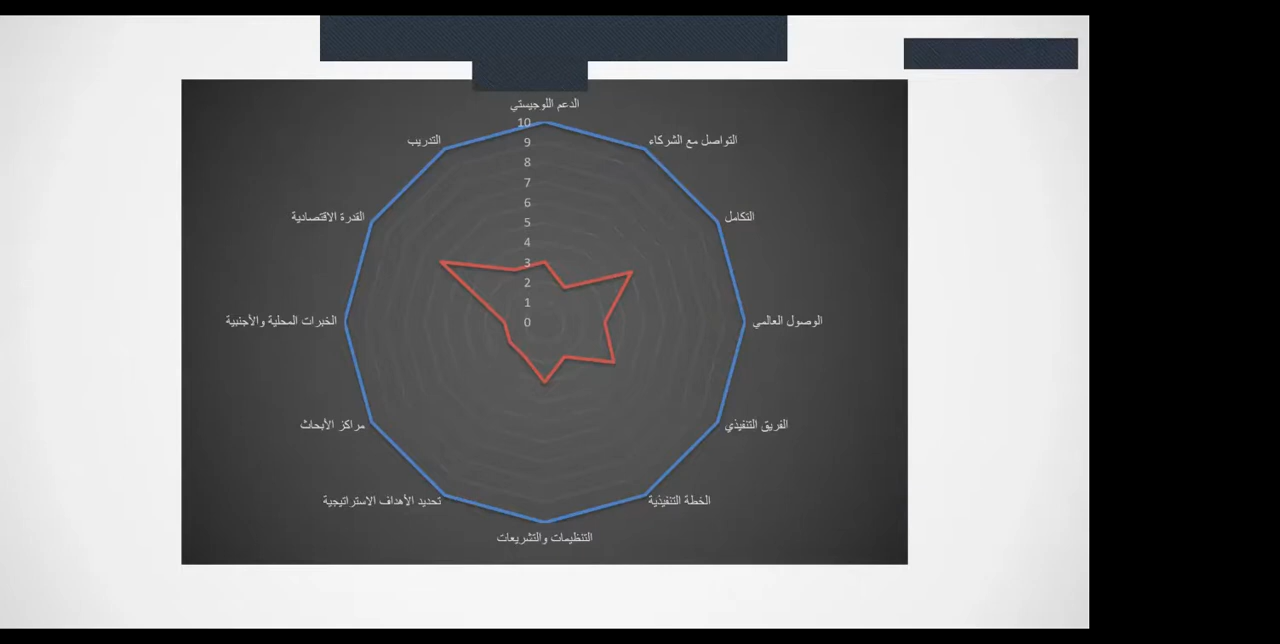 الدعم اللوجيستي
التواصل مع الشركاء
التكامل
الوصول العالمي
الفريق التنفيذي
الخطة التنفيذية
التنظيمات والتشريعات
تحديد الأهداف الاستراتيجية
مراكز الأبحاث
الخبرات المحلية والأجنبية
القدرة الاقتصادية
التدريب
10
9
8
7
6
5
4
3
2
1
0